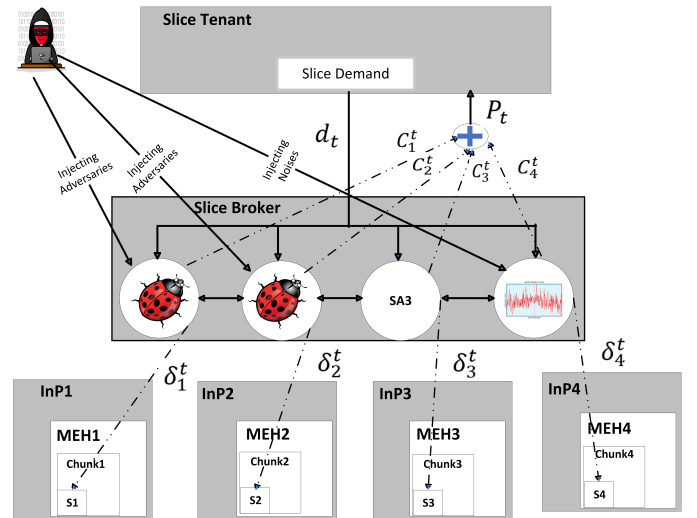 Slice Tenant
Slice Demand
d_t
P_t
C_1^t
C_2^t
C_3^t
C_4^t
Injecting
Adversaries
Injecting
Adversaries
Injecting
Noises
Slice Broker
SA3
δ_1^t
δ_2^t
δ_3^t
δ_4^t
InP1
InP2
InP3
InP4
MEH1
MEH2
MEH3
MEH4
Chunk1
Chunk2
Chunk3
Chunk4
S1
S2
S3
S4